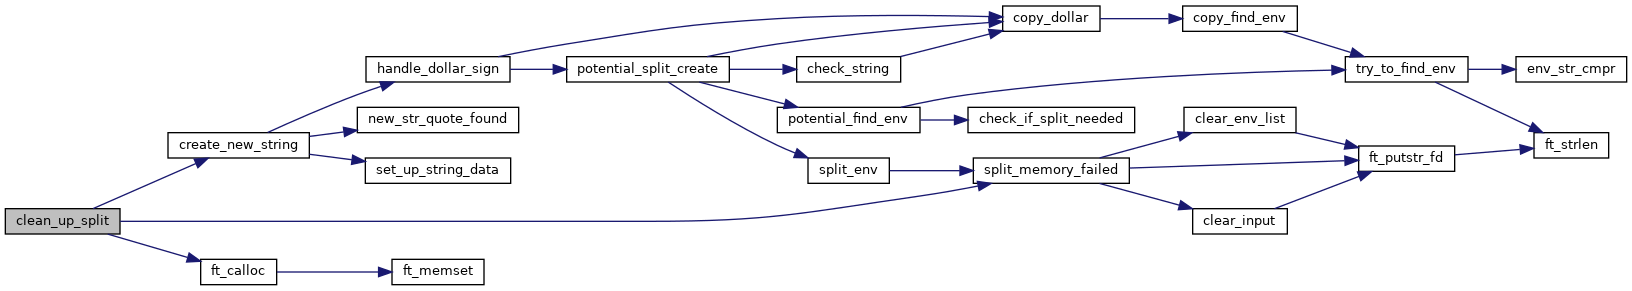 clean_up_split
create_new_string
ft_calloc
handle_dollar_sign
new_str_quote_found
set_up_string_data
ft_memset
potential_split_create
check_string
potential_find_env
split_env
copy_dollar
check_if_split_needed
split_memory_failed
copy_find_env
clear_env_list
clear_input
try_to_find_env
ft_putstr_fd
env_str_cmpr
ft_strlen